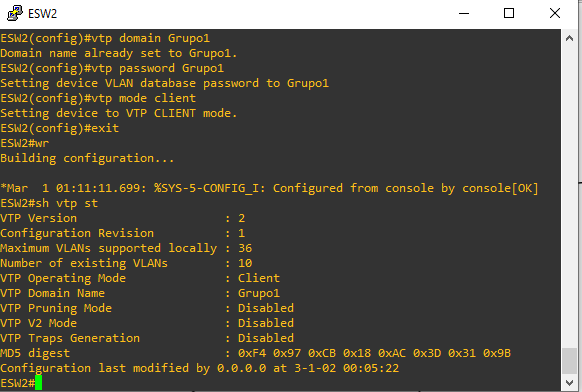 ESW2
ESW2(config)#vtp domain Grupo1
Domain name already set to Grupo1.
ESW2(config)#vtp password Grupo1
Setting device VLAN database password to Grupo1
ESW2(config)#vtp mode client
Setting device to VTP CLIENT mode.
ESW2(config)#exit
ESW2#wr
Building configuration...

*Mar  1 01:11:11.699: %SYS-5-CONFIG_I: Configured from console by console[OK]
ESW2#sh vtp st
VTP Version                     : 2
Configuration Revision          : 1
Maximum VLANs supported locally : 36
Number of existing VLANs        : 10
VTP Operating Mode              : Client
VTP Domain Name                 : Grupo1
VTP Pruning Mode                : Disabled
VTP V2 Mode                     : Disabled
VTP Traps Generation            : Disabled
MD5 digest                      : 0xF4 0x97 0xCB 0x18 0xAC 0x3D 0x31 0x9B
Configuration last modified by 0.0.0.0 at 3-1-02 00:05:22
ESW2#